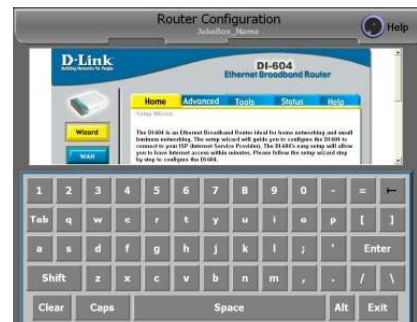 Router Configuration
JukeBox_Name
Help
D-Link
Building Networks for People
DI-604
Ethernet Broadband Router
Home Advanced Tools Status Help
Setup Wizard
Wizard
The DI-604 is an Ethernet Broadband Router ideal for home networking and small
business networking. The setup wizard will guide you to configure the DI-604 to
connect to your ISP (Internet Service Provider). The DI-604's easy setup will allow
you to have Internet access within minutes. Please follow the setup wizard step
by step to configure the DI-604.
WAN
1 2 3 4 5 6 7 8 9 0 - = ←
Tab q w e r t y u i o p [ ]
a s d f g h j k l ; ' Enter
Shift z x c v b n m , . / \
Clear Caps Space Alt Exit